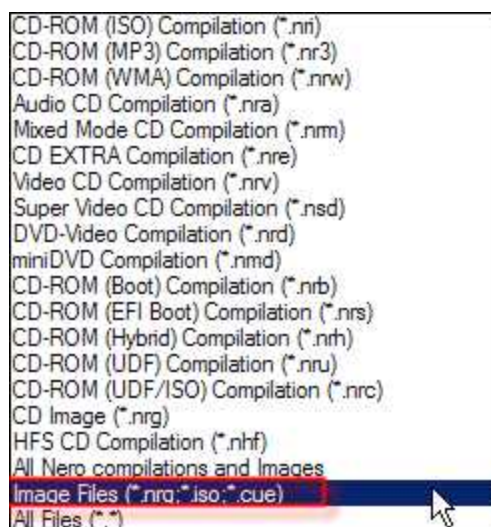 CD-ROM (ISO) Compilation (*.nri)
CD-ROM (MP3) Compilation (*.nr3)
CD-ROM (WMA) Compilation (*.nrw)
Audio CD Compilation (*.nra)
Mixed Mode CD Compilation (*.nrm)
CD EXTRA Compilation (*.nre)
Video CD Compilation (*.nrv)
Super Video CD Compilation (*.nsd)
DVD-Video Compilation (*.nrd)
miniDVD Compilation (*.nmd)
CD-ROM (Boot) Compilation (*.nrb)
CD-ROM (EFI Boot) Compilation (*.nrs)
CD-ROM (Hybrid) Compilation (*.nrh)
CD-ROM (UDF) Compilation (*.nru)
CD-ROM (UDF/ISO) Compilation (*.nrc)
CD Image (*.nrg)
HFS CD Compilation (*.nhf)
All Nero compilations and Images
Image Files (*.nrg;*.iso;*.cue)
All Files (*.*)